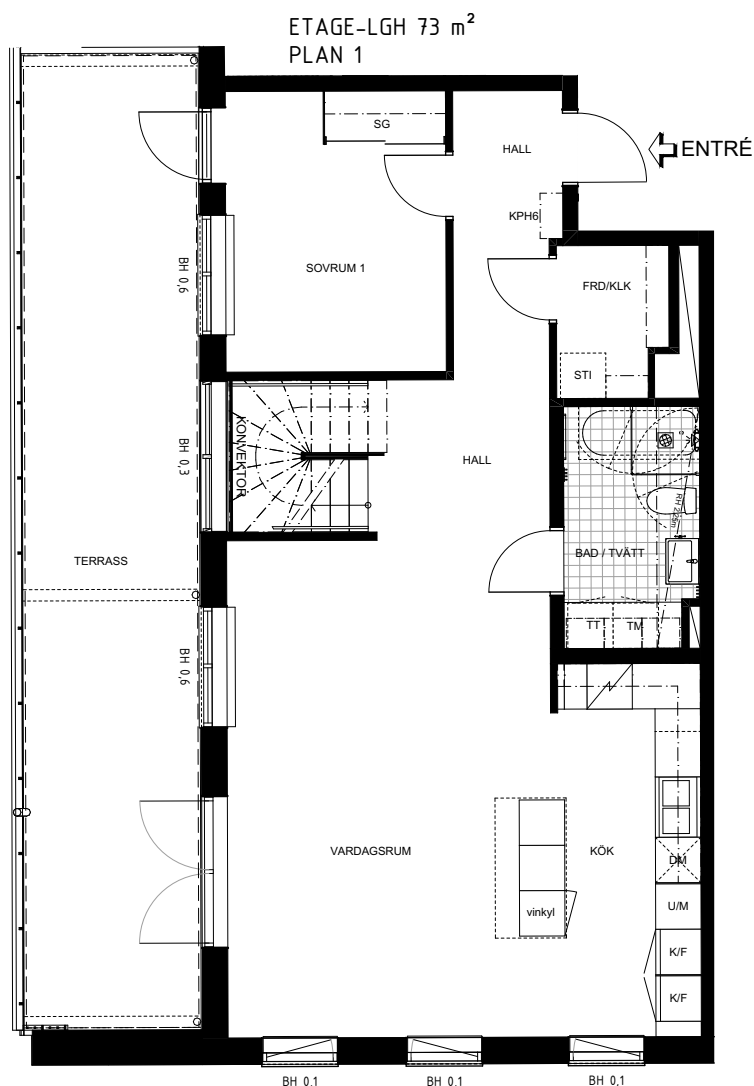 ETAGE-LGH 73 m²
PLAN 1
SG
HALL
ENTRÉ
KPH6
BH 0,6
SOVRUM 1
FRD/KLK
STI
KONVEKTOR
BH 0,3
HALL
RH 2,25m
TERRASS
BAD / TVÄTT
TT
TM
BH 0,6
VARDAGSRUM
KÖK
DM
vinkyl
U/M
K/F
K/F
BH 0,1
BH 0,1
BH 0,1